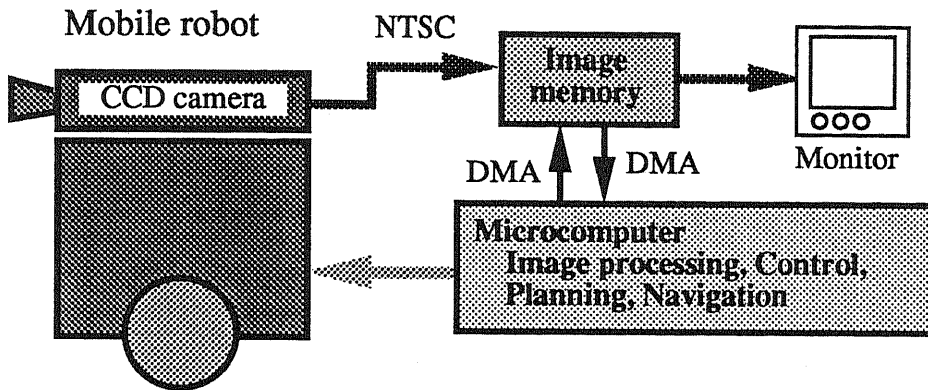 Mobile robot
NTSC
CCD camera
Image
memory
Monitor
DMA
DMA
Microcomputer
Image processing, Control,
Planning, Navigation